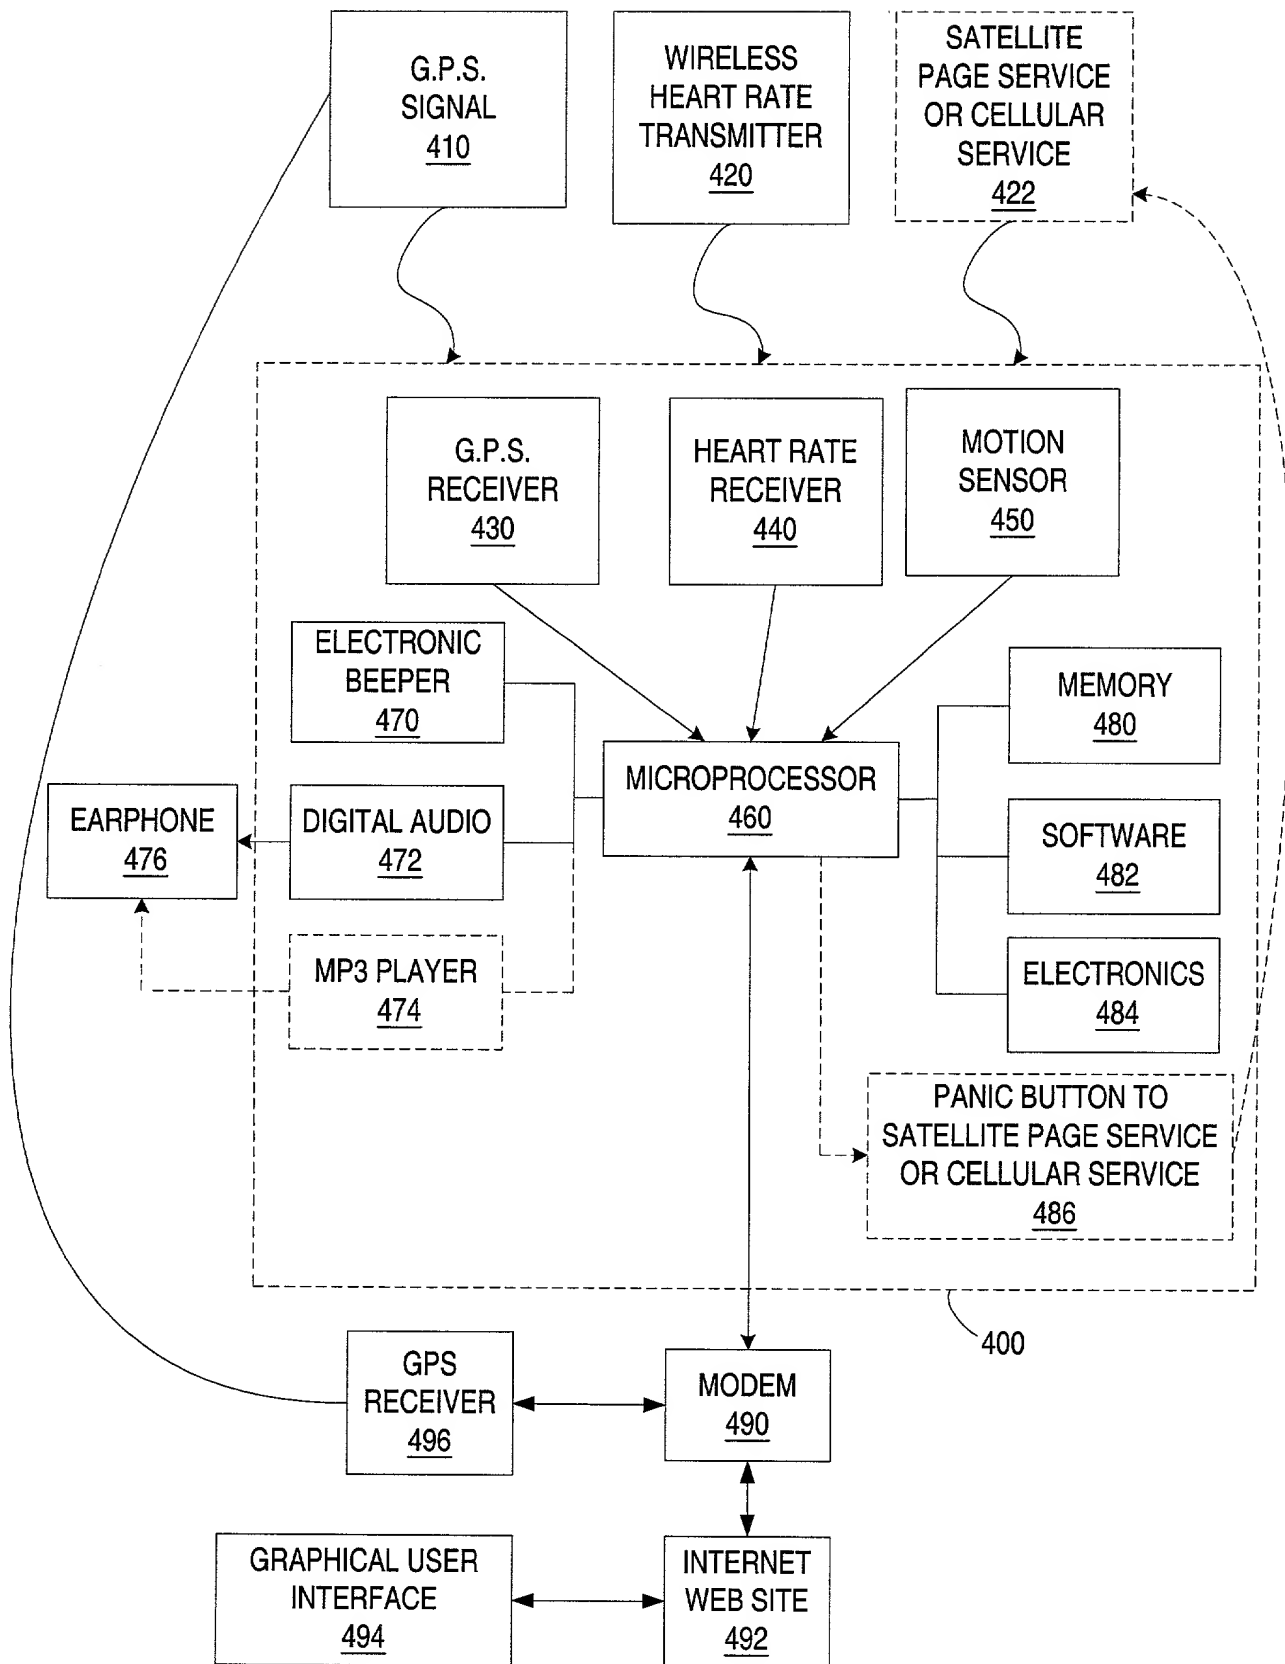 G.P.S.
SIGNAL
410
WIRELESS
HEART RATE
TRANSMITTER
420
SATELLITE
PAGE SERVICE
OR CELLULAR
SERVICE
422
G.P.S.
RECEIVER
430
HEART RATE
RECEIVER
440
MOTION
SENSOR
450
ELECTRONIC
BEEPER
470
MICROPROCESSOR
460
MEMORY
480
EARPHONE
476
DIGITAL AUDIO
472
SOFTWARE
482
MP3 PLAYER
474
ELECTRONICS
484
PANIC BUTTON TO
SATELLITE PAGE SERVICE
OR CELLULAR SERVICE
486
400
GPS
RECEIVER
496
MODEM
490
GRAPHICAL USER
INTERFACE
494
INTERNET
WEB SITE
492